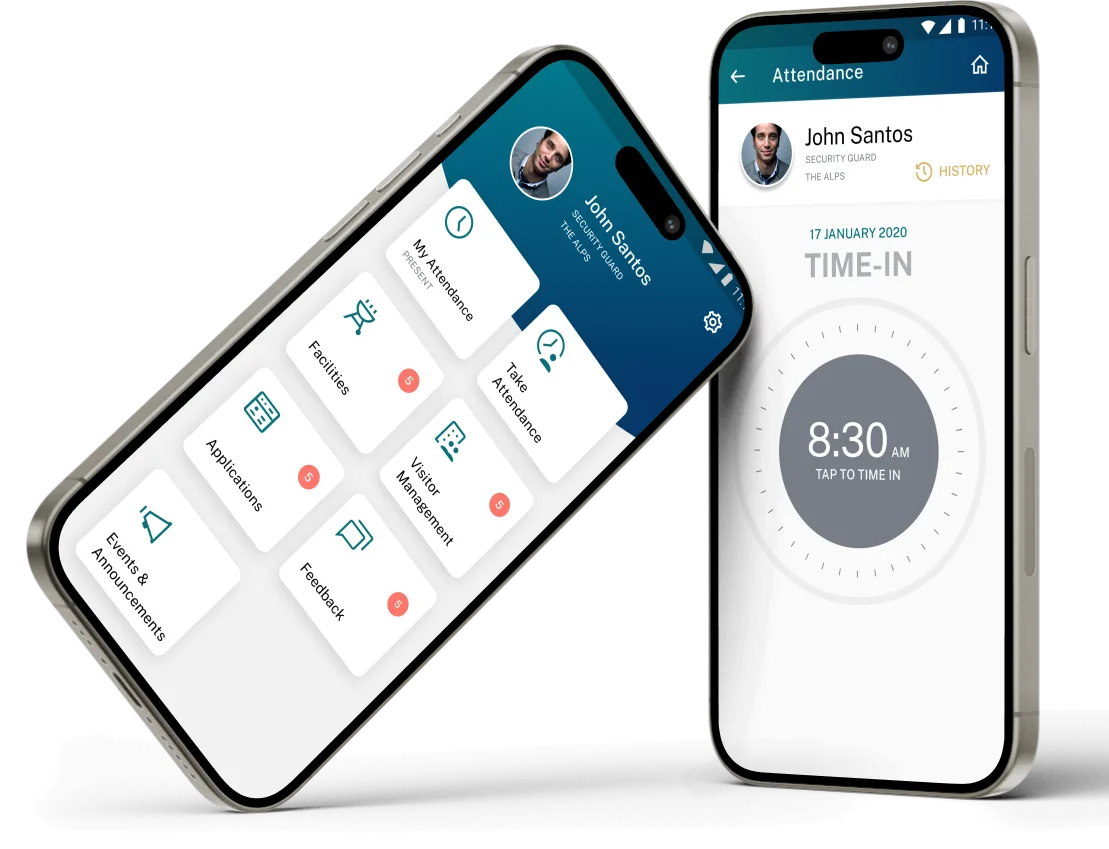 John Santos
SECURITY GUARD
THE ALPS
My Attendance
PRESENT
Take
Attendance
Facilities
5
Visitor
Management
5
Applications
5
Feedback
5
Events &
Announcements
Attendance
John Santos
SECURITY GUARD
THE ALPS
HISTORY
17 JANUARY 2020
TIME-IN
8:30 AM
TAP TO TIME IN